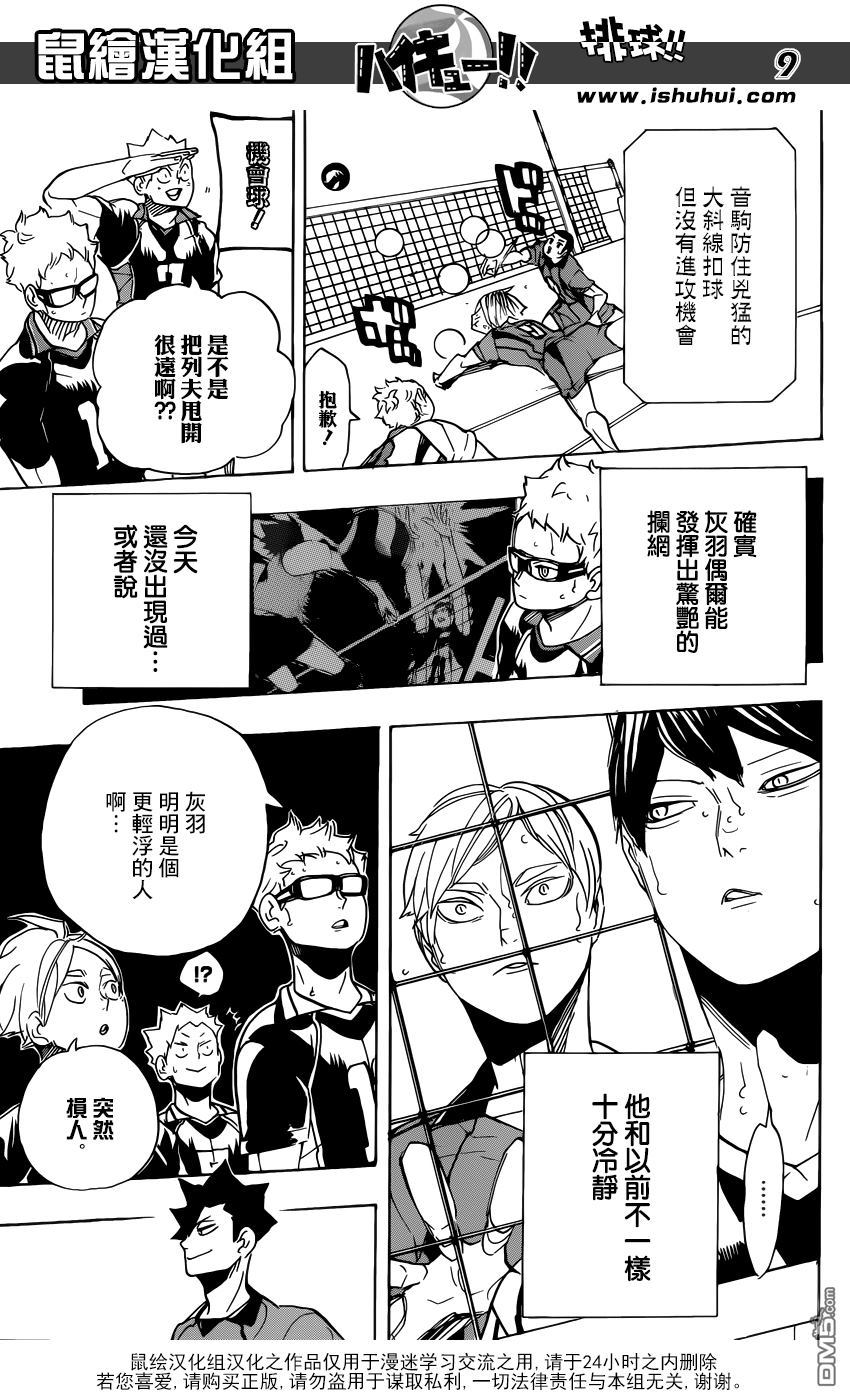 鼠繪漢化組
ハイキュー!!
排球!!
9
www.ishuhui.com
音駒防住兇猛的
大斜線扣球
但沒有進攻機會
ドドドッ
抱歉！
機會球！
是不是
把列夫甩開
很遠啊??
確實
灰羽偶爾能
發揮出驚艷的
攔網
今天
還沒出現過…
或者說
………
他和以前不一樣
十分冷靜
灰羽
明明是個
更輕浮的人
啊…
!?
突然
損人。
DM5.com
鼠绘汉化组汉化之作品仅用于漫迷学习交流之用, 请于24小时之内删除
若您喜爱, 请购买正版, 请勿用于谋取私利, 一切法律责任与本组无关, 谢谢。